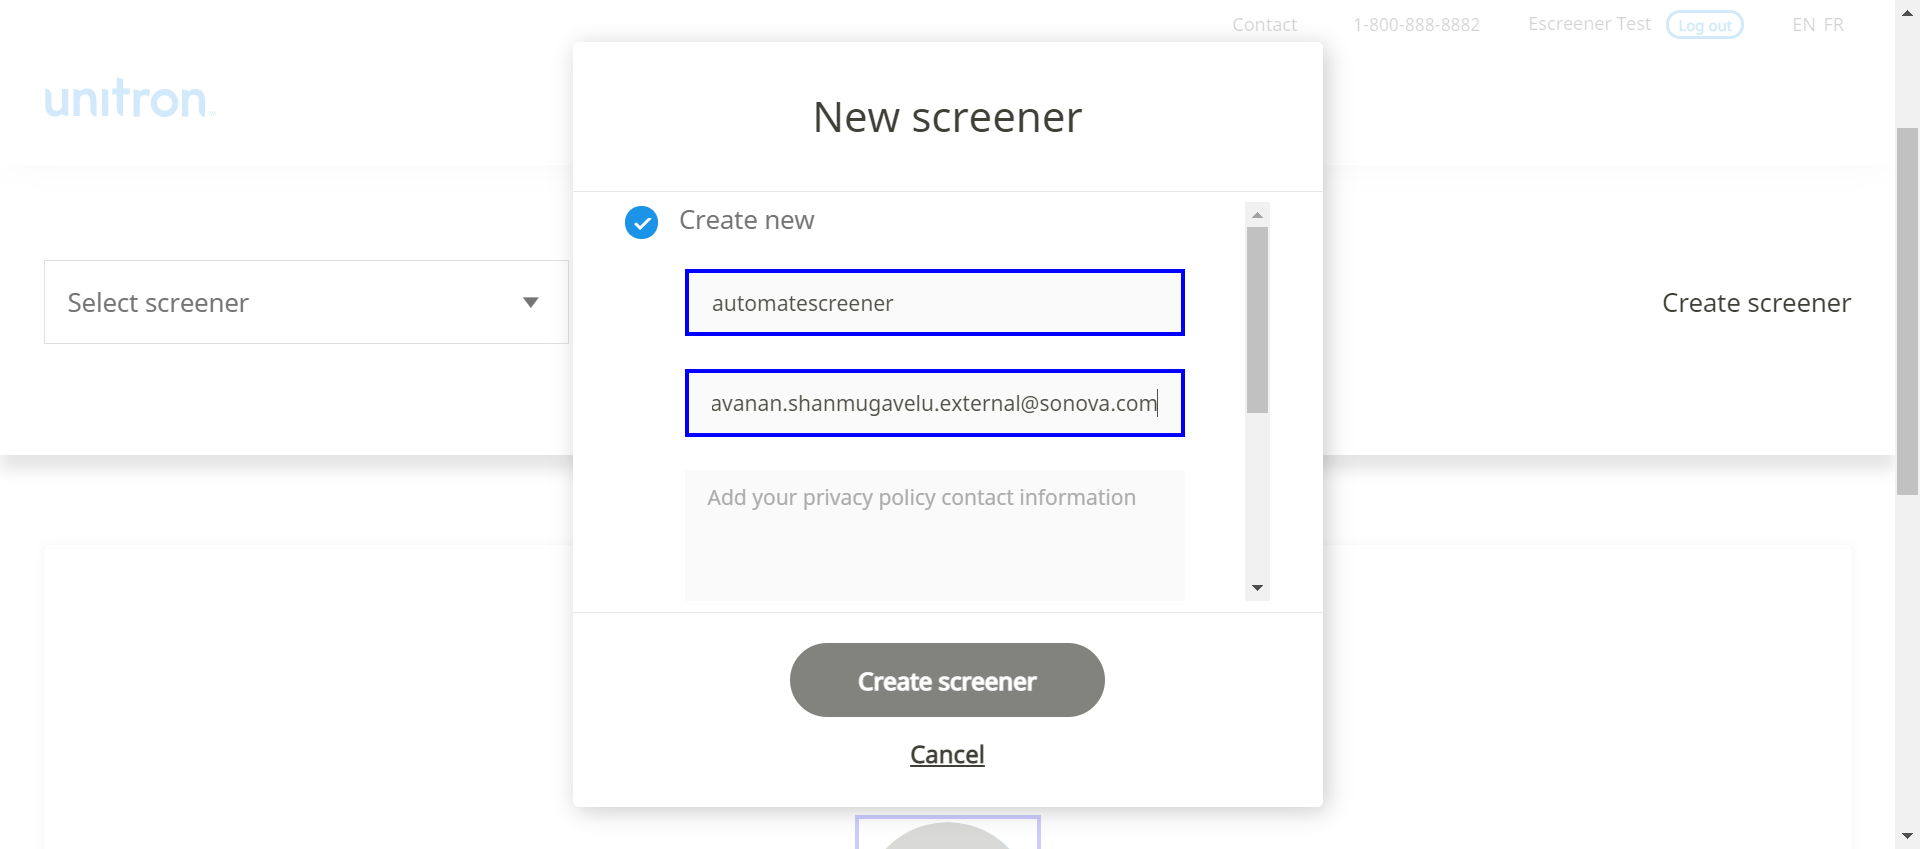 Contact 1-800-888-8882 Escreener Test Log out EN FR
unitron
New screener
Create new
Select screener
automatescreener
Create screener
avanan.shanmugavelu.external@sonova.com
Add your privacy policy contact information
Create screener
Cancel